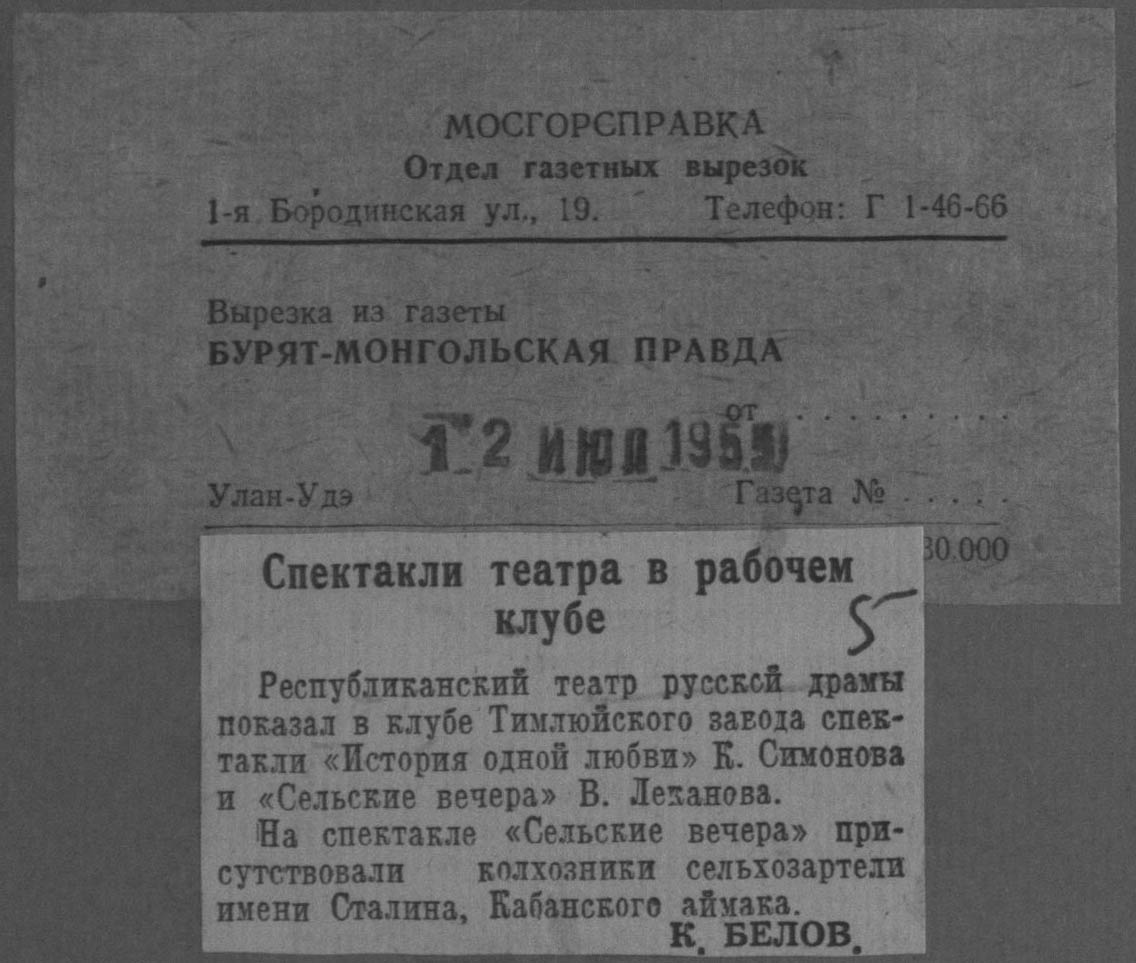 МОСГОРСПРАВКА
Отдел газетных вырезок
1-я Бородинская ул., 19. Телефон: Г 1-46-66
Вырезка из газеты
БУРЯТ-МОНГОЛЬСКАЯ ПРАВДА
от . . . . . . . . . .
12 ИЮЛ
Улан-Удэ Газета № . . . . .
30.000
Спектакли театра в рабочем
клубе
5
Республиканский театр русской драмы
показал в клубе Тимлюйского завода спек-
такли «История одной любви» К. Симонова
и «Сельские вечера» В. Леканова.
На спектакле «Сельские вечера» при-
сутствовали колхозники сельхозартели
имени Сталина, Кабанского аймака.
К. БЕЛОВ.